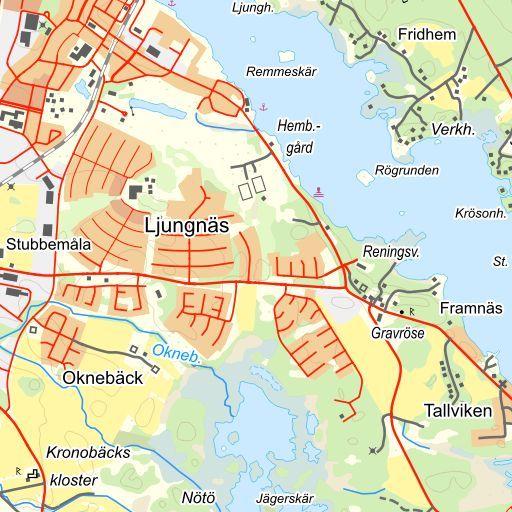 Ljungh.
Fridhem
Remmeskär
Hemb.-
gård
Verkh.
Rögrunden
Krösonh.
Ljungnäs
Stubbemåla
Reningsv.
St.
R
Framnäs
Gravröse
Okneb.
Oknebäck
Tallviken
Kronobäcks
kloster
R
Nötö
Jägerskär